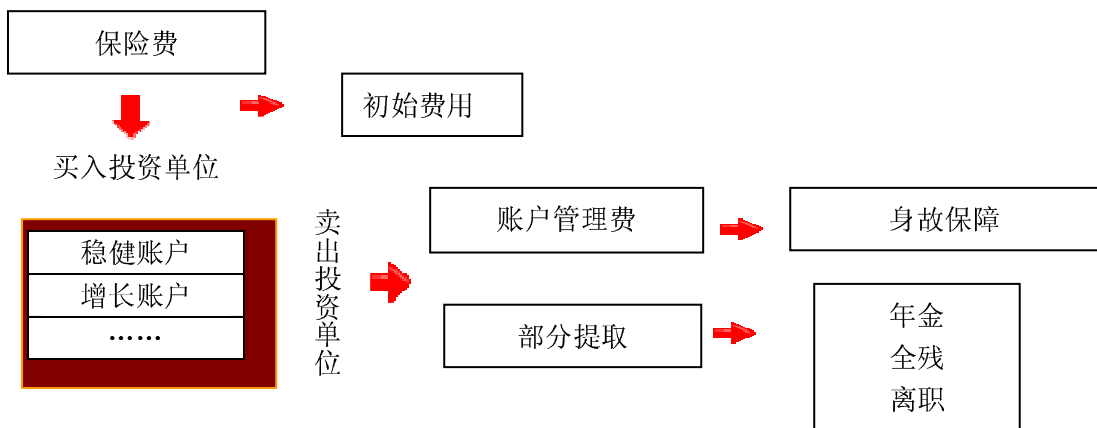 保险费
初始费用
买入投资单位
稳健账户
增长账户
……
卖出投资单位
账户管理费
身故保障
部分提取
年金
全残
离职